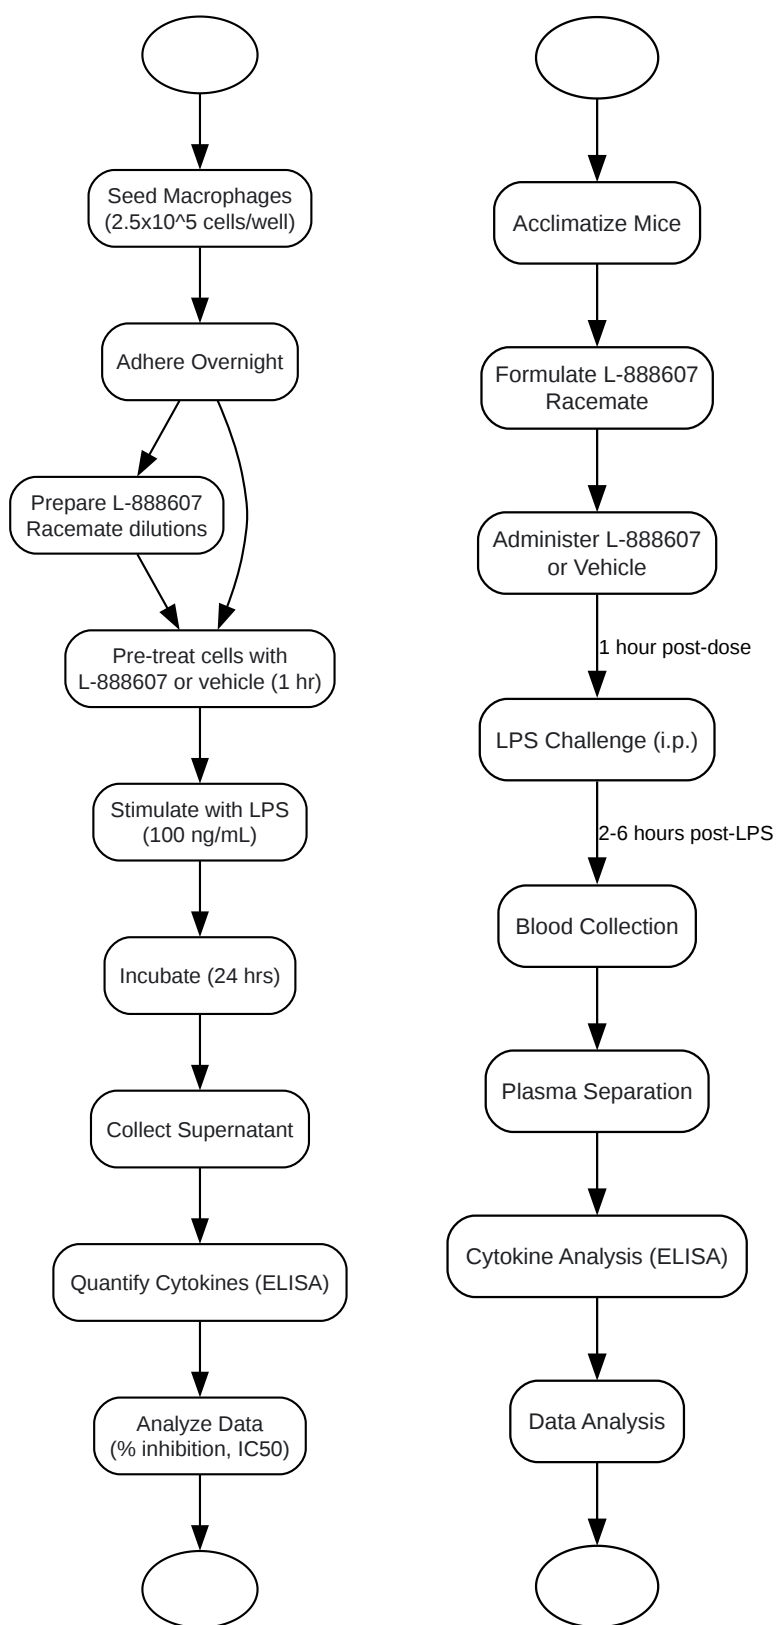 Seed Macrophages
(2.5x10^5 cells/well)
Adhere Overnight
Prepare L-888607
Racemate dilutions
Pre-treat cells with
L-888607 or vehicle (1 hr)
Stimulate with LPS
(100 ng/mL)
Incubate (24 hrs)
Collect Supernatant
Quantify Cytokines (ELISA)
Analyze Data
(% inhibition, IC50)
Acclimatize Mice
Formulate L-888607
Racemate
Administer L-888607
or Vehicle
1 hour post-dose
LPS Challenge (i.p.)
2-6 hours post-LPS
Blood Collection
Plasma Separation
Cytokine Analysis (ELISA)
Data Analysis